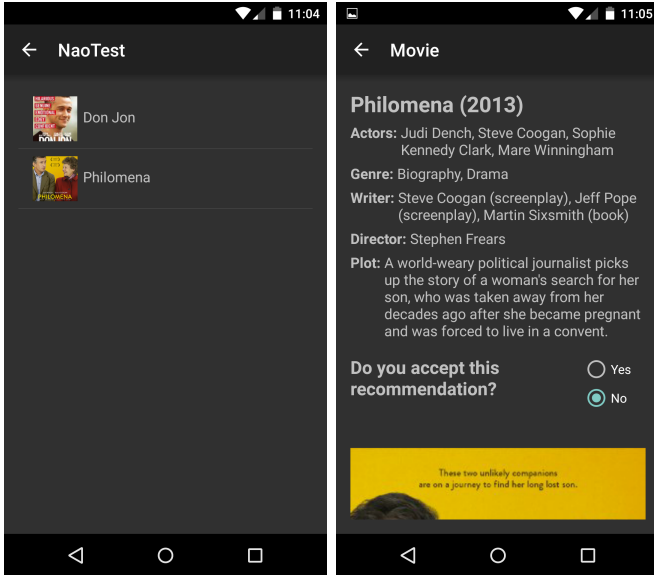 11:04
NaoTest
Don Jon
PHILOMENA
Philomena
11:05
Movie
Philomena (2013)
Actors: Judi Dench, Steve Coogan, Sophie
Kennedy Clark, Mare Winningham
Genre: Biography, Drama
Writer: Steve Coogan (screenplay), Jeff Pope
(screenplay), Martin Sixsmith (book)
Director: Stephen Frears
Plot: A world-weary political journalist picks
up the story of a woman's search for her
son, who was taken away from her
decades ago after she became pregnant
and was forced to live in a convent.
Do you accept this
recommendation?
Yes
No
These two unlikely companions
are on a journey to find her long lost son.